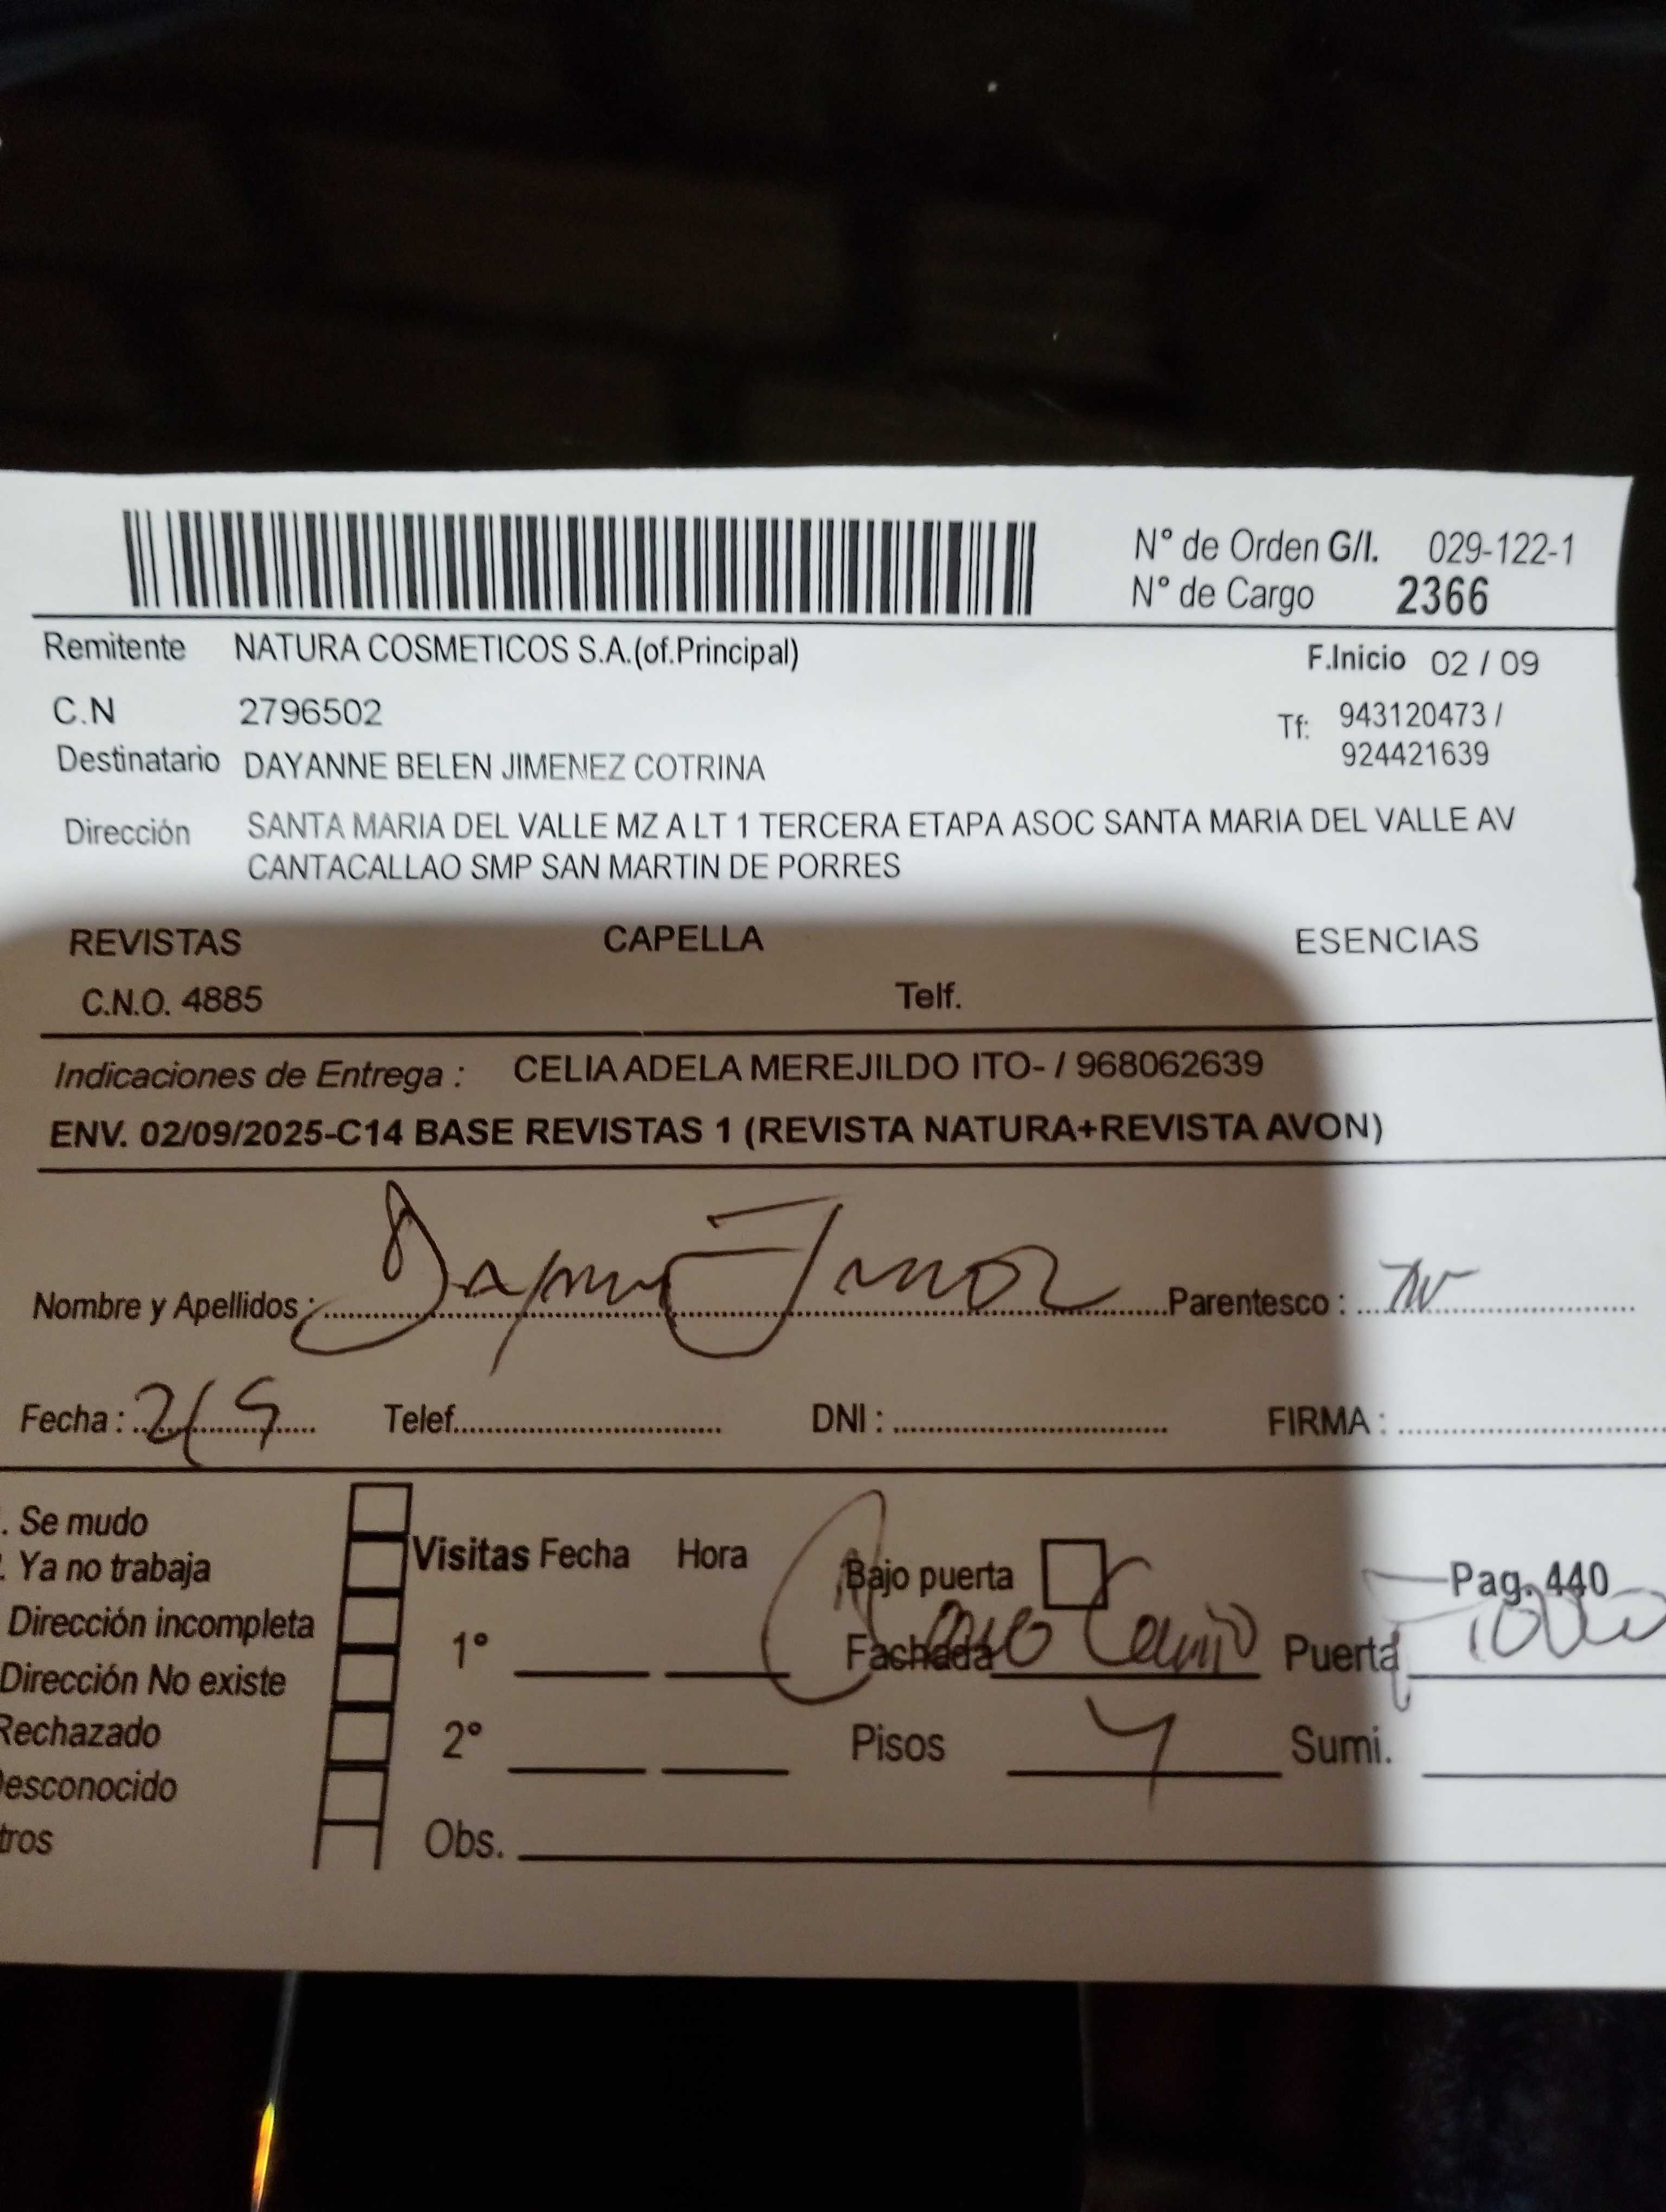 N° de Orden G/I. 029-122-1
N° de Cargo 2366
Remitente NATURA COSMETICOS S.A.(of.Principal) F.Inicio 02 / 09
C.N 2796502 Tf: 943120473 /
924421639
Destinatario DAYANNE BELEN JIMENEZ COTRINA
Dirección SANTA MARIA DEL VALLE MZ A LT 1 TERCERA ETAPA ASOC SANTA MARIA DEL VALLE AV
CANTACALLAO SMP SAN MARTIN DE PORRES
REVISTAS CAPELLA ESENCIAS
C.N.O. 4885 Telf.
Indicaciones de Entrega : CELIA ADELA MEREJILDO ITO- / 968062639
ENV. 02/09/2025-C14 BASE REVISTAS 1 (REVISTA NATURA+REVISTA AVON)
Nombre y Apellidos : Parentesco :
Fecha : 2/9 Telef. DNI : FIRMA :
. Se mudo
. Ya no trabaja
Dirección incompleta
Dirección No existe
Rechazado
Desconocido
tros
Visitas Fecha Hora Bajo puerta Pag. 440
1° Fachada Puerta
2° Pisos 4 Sumi.
Obs.